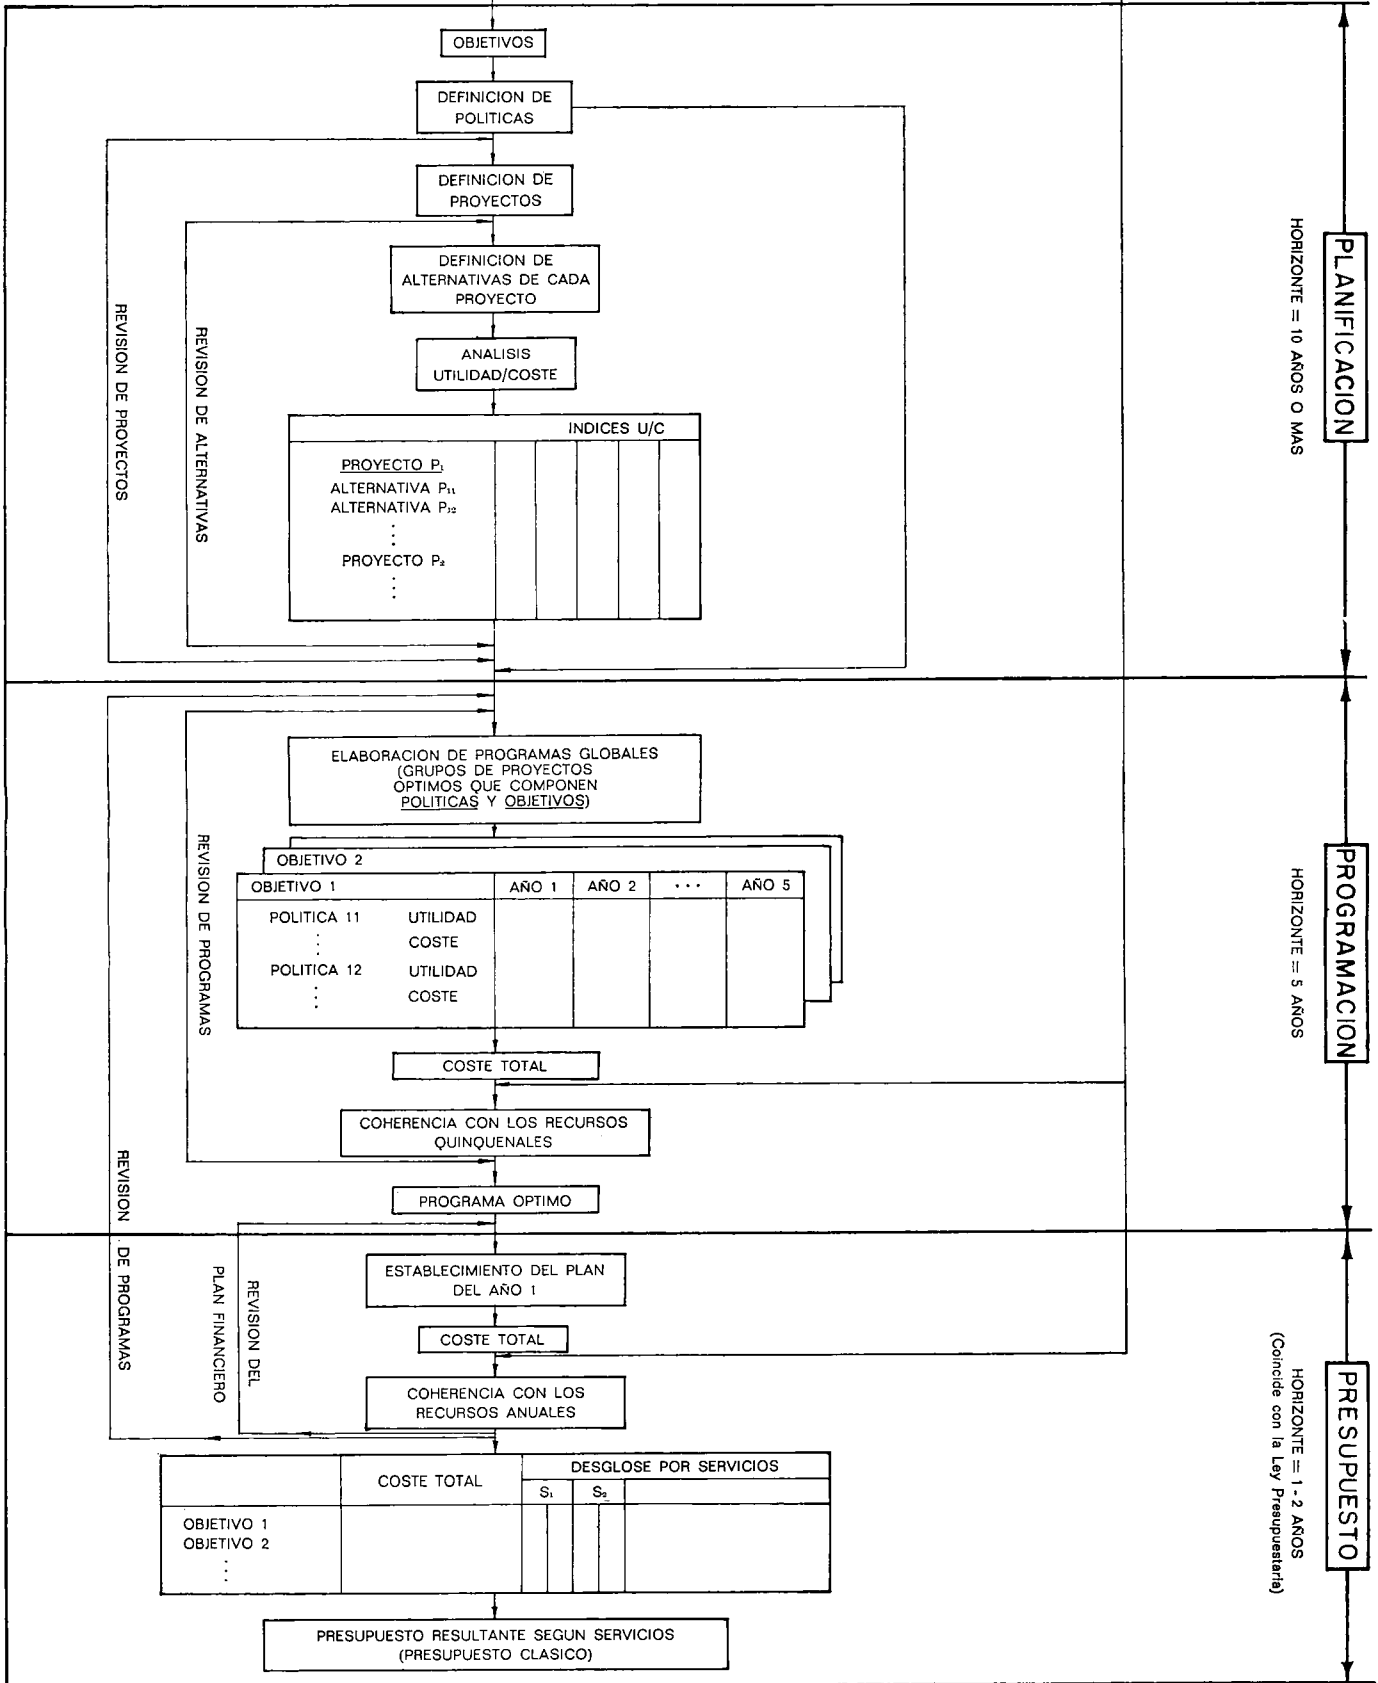 OBJETIVOS
DEFINICION DE
POLITICAS
DEFINICION DE
PROYECTOS
DEFINICION DE
ALTERNATIVAS DE CADA
PROYECTO
ANALISIS
UTILIDAD/COSTE
INDICES U/C
PROYECTO P₁
ALTERNATIVA P₁₁
ALTERNATIVA P₁₂
PROYECTO P₂
REVISION DE ALTERNATIVAS
REVISION DE PROYECTOS
PLANIFICACION
HORIZONTE = 10 AÑOS O MAS
ELABORACION DE PROGRAMAS GLOBALES
(GRUPOS DE PROYECTOS
OPTIMOS QUE COMPONEN
POLITICAS Y OBJETIVOS)
OBJETIVO 2
OBJETIVO 1 AÑO 1 AÑO 2 ... AÑO 5
POLITICA 11 UTILIDAD
COSTE
POLITICA 12 UTILIDAD
COSTE
COSTE TOTAL
COHERENCIA CON LOS RECURSOS
QUINQUENALES
PROGRAMA OPTIMO
REVISION DE PROGRAMAS
PROGRAMACION
HORIZONTE = 5 AÑOS
ESTABLECIMIENTO DEL PLAN
DEL AÑO 1
COSTE TOTAL
COHERENCIA CON LOS
RECURSOS ANUALES
REVISION DEL
PLAN FINANCIERO
REVISION DE PROGRAMAS
COSTE TOTAL DESGLOSE POR SERVICIOS
S₁ S₂
OBJETIVO 1
OBJETIVO 2
PRESUPUESTO RESULTANTE SEGUN SERVICIOS
(PRESUPUESTO CLASICO)
PRESUPUESTO
HORIZONTE = 1 - 2 AÑOS
(Coincide con la Ley Presupuestaria)